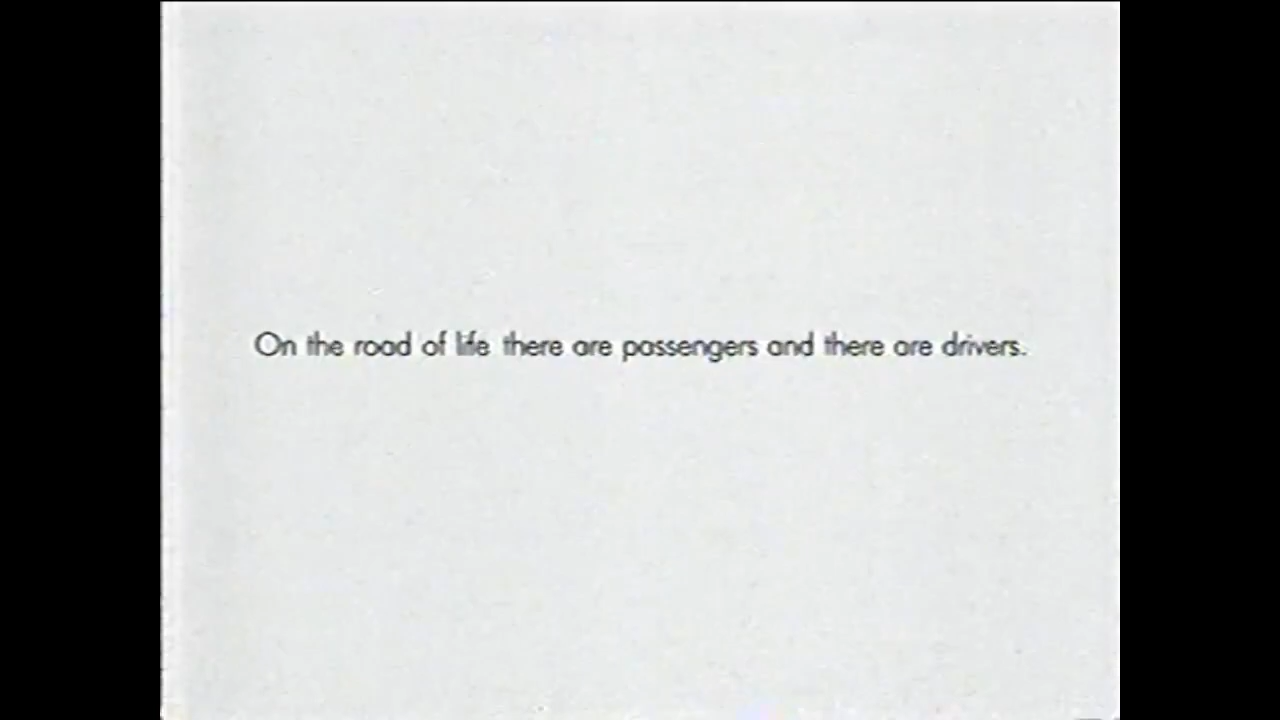 On the road of life there are passengers and there are drivers.